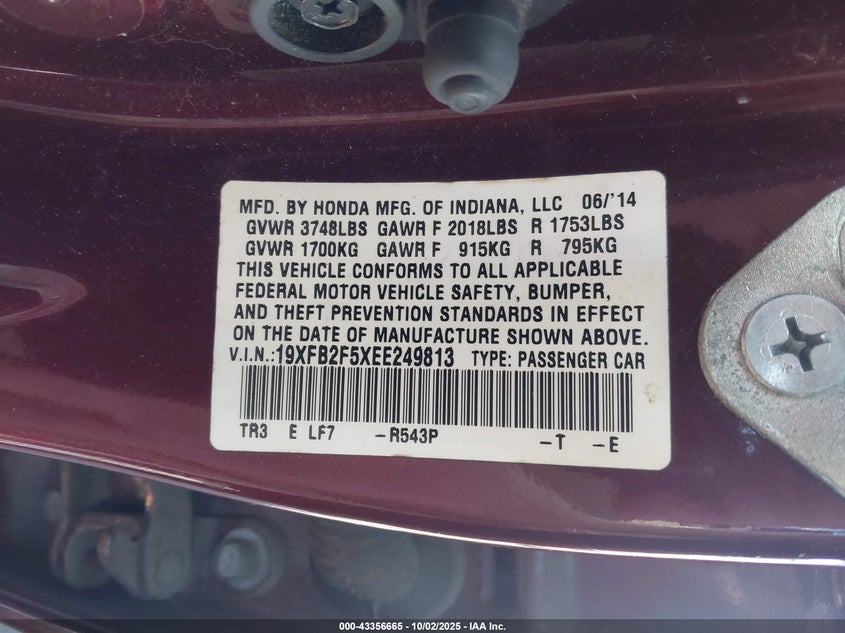 MFD. BY HONDA MFG. OF INDIANA, LLC 06/'14
GVWR 3748LBS GAWR F 2018LBS R 1753LBS
GVWR 1700KG GAWR F 915KG R 795KG
THIS VEHICLE CONFORMS TO ALL APPLICABLE
FEDERAL MOTOR VEHICLE SAFETY, BUMPER,
AND THEFT PREVENTION STANDARDS IN EFFECT
ON THE DATE OF MANUFACTURE SHOWN ABOVE.
V.I.N.:19XFB2F5XEE249813 TYPE: PASSENGER CAR
TR3 E LF7 -R543P -T -E
000-43356665 - 10/02/2025 - IAA Inc.